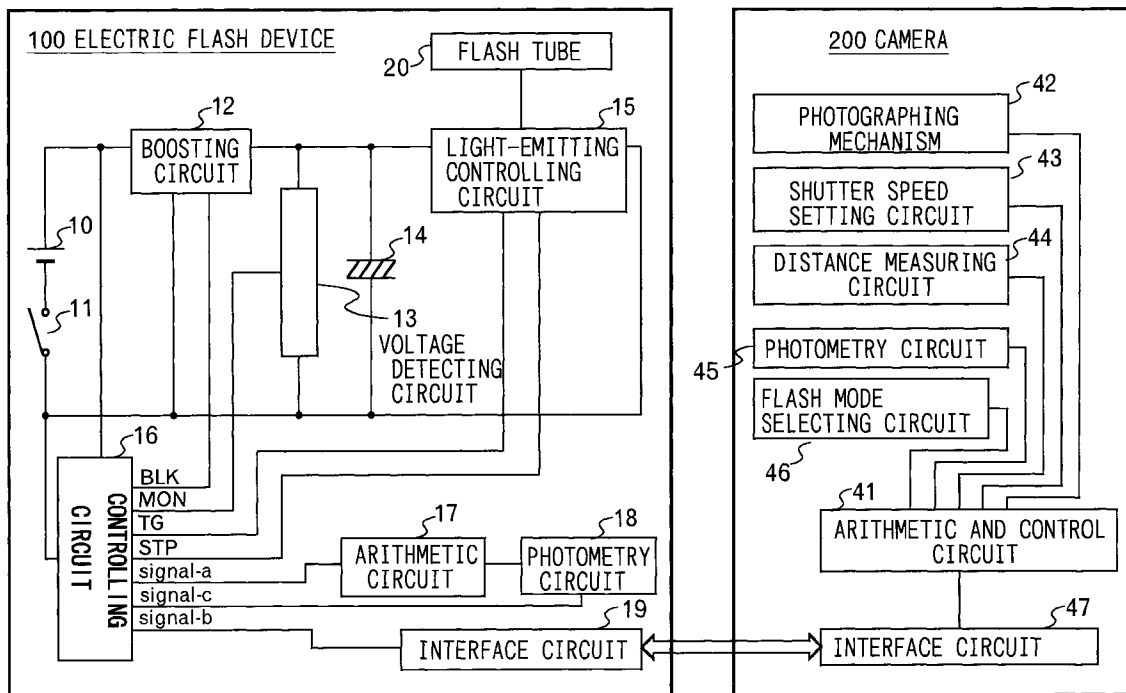 100 ELECTRIC FLASH DEVICE
FLASH TUBE
20
12
BOOSTING
CIRCUIT
15
LIGHT-EMITTING
CONTROLLING
CIRCUIT
10
11
14
13
VOLTAGE
DETECTING
CIRCUIT
16
CONTROLLING
CIRCUIT
BLK
MON
TG
STP
signal-a
signal-c
signal-b
17
ARITHMETIC
CIRCUIT
18
PHOTOMETRY
CIRCUIT
19
INTERFACE CIRCUIT
200 CAMERA
42
PHOTOGRAPHING
MECHANISM
43
SHUTTER SPEED
SETTING CIRCUIT
44
DISTANCE MEASURING
CIRCUIT
45
PHOTOMETRY CIRCUIT
FLASH MODE
SELECTING CIRCUIT
46
41
ARITHMETIC AND CONTROL
CIRCUIT
47
INTERFACE CIRCUIT